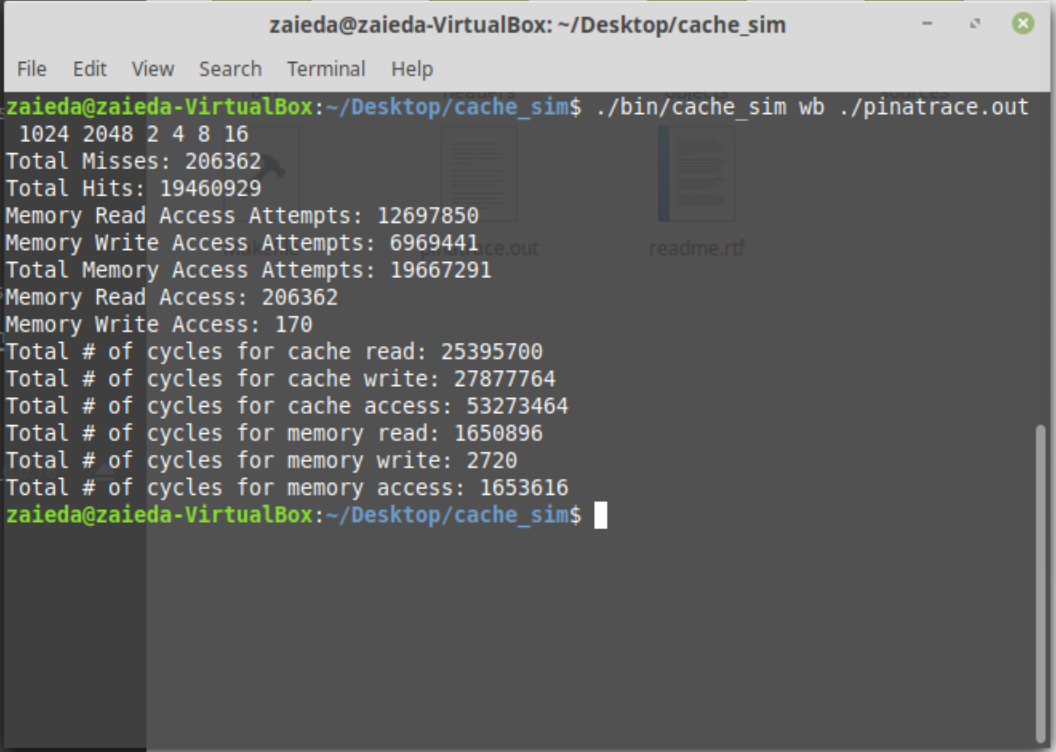 zaieda@zaieda-VirtualBox: ~/Desktop/cache_sim
File Edit View Search Terminal Help
zaieda@zaieda-VirtualBox:~/Desktop/cache_sim$ ./bin/cache_sim wb ./pinatrace.out
1024 2048 2 4 8 16
Total Misses: 206362
Total Hits: 19460929
Memory Read Access Attempts: 12697850
Memory Write Access Attempts: 6969441
Total Memory Access Attempts: 19667291
readme.rtf
Memory Read Access: 206362
Memory Write Access: 170
Total # of cycles for cache read: 25395700
Total # of cycles for cache write: 27877764
Total # of cycles for cache access: 53273464
Total # of cycles for memory read: 1650896
Total # of cycles for memory write: 2720
Total # of cycles for memory access: 1653616
zaieda@zaieda-VirtualBox:~/Desktop/cache_sim$